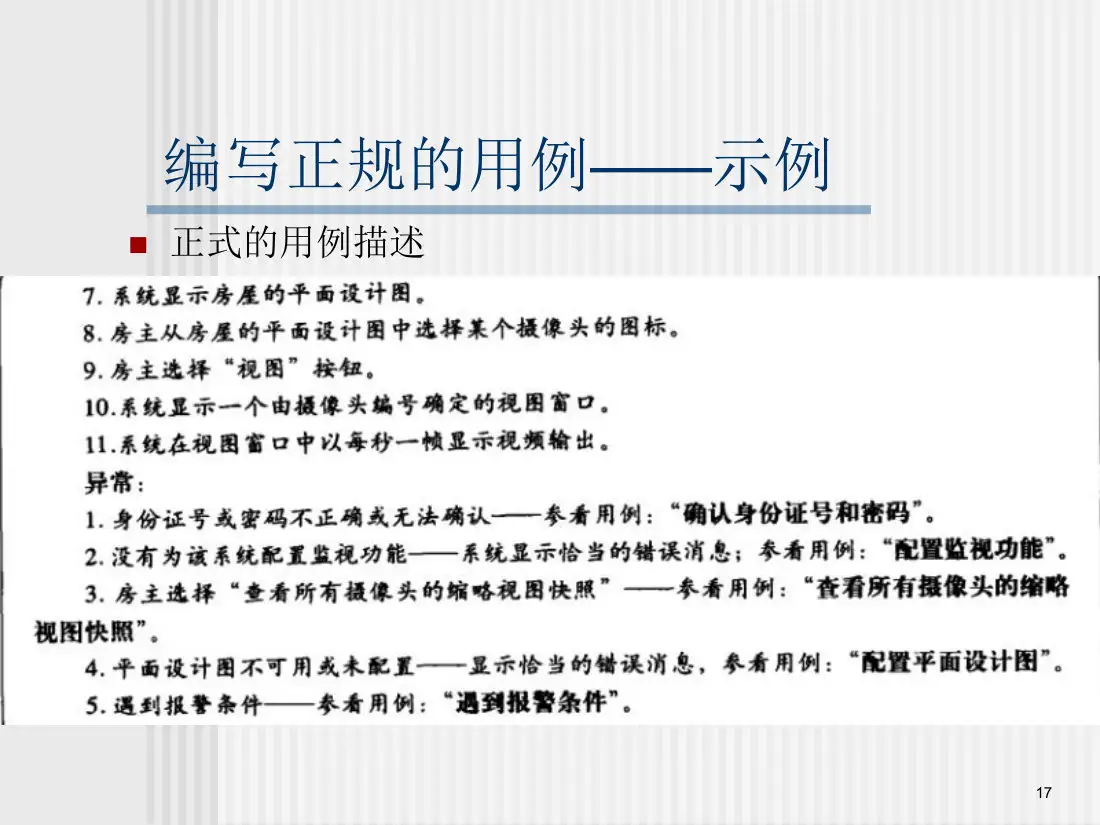 编写正规的用例——示例
正式的用例描述
7. 系统显示房屋的平面设计图。
8. 房主从房屋的平面设计图中选择某个摄像头的图标。
9. 房主选择“视图”按钮。
10.系统显示一个由摄像头编号确定的视图窗口。
11.系统在视图窗口中以每秒一帧显示视频输出。
异常：
1. 身份证号或密码不正确或无法确认——参看用例：“确认身份证号和密码”。
2. 没有为该系统配置监视功能——系统显示恰当的错误消息；参看用例：“配置监视功能”。
3. 房主选择“查看所有摄像头的缩略视图快照”——参看用例：“查看所有摄像头的缩略
视图快照”。
4. 平面设计图不可用或未配置——显示恰当的错误消息，参看用例：“配置平面设计图”。
5. 遇到报警条件——参看用例：“遇到报警条件”。
17